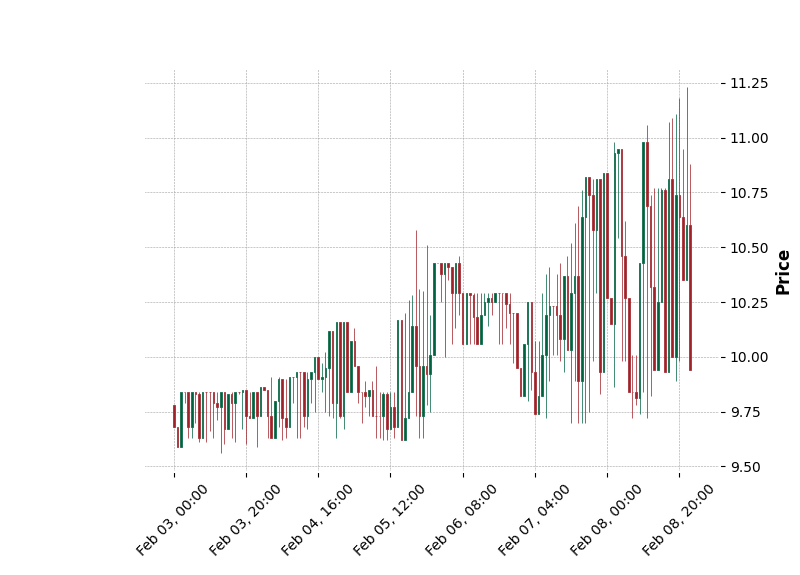 11.25
11.00
10.75
10.50
10.25
10.00
9.75
9.50
Price
Feb 03, 00:00
Feb 03, 20:00
Feb 04, 16:00
Feb 05, 12:00
Feb 06, 08:00
Feb 07, 04:00
Feb 08, 00:00
Feb 08, 20:00